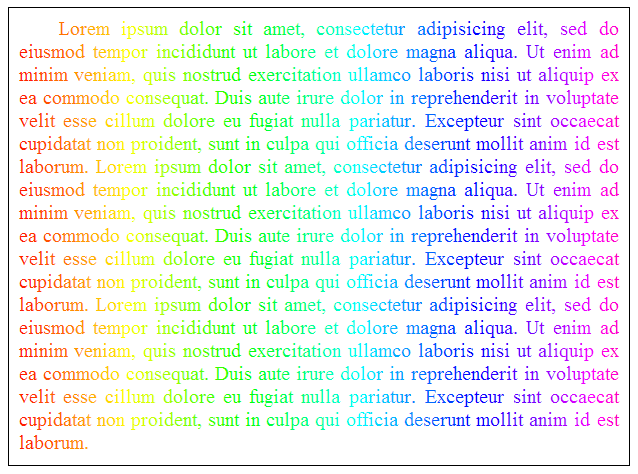 Lorem ipsum dolor sit amet, consectetur adipisicing elit, sed do
eiusmod tempor incididunt ut labore et dolore magna aliqua. Ut enim ad
minim veniam, quis nostrud exercitation ullamco laboris nisi ut aliquip ex
ea commodo consequat. Duis aute irure dolor in reprehenderit in voluptate
velit esse cillum dolore eu fugiat nulla pariatur. Excepteur sint occaecat
cupidatat non proident, sunt in culpa qui officia deserunt mollit anim id est
laborum. Lorem ipsum dolor sit amet, consectetur adipisicing elit, sed do
eiusmod tempor incididunt ut labore et dolore magna aliqua. Ut enim ad
minim veniam, quis nostrud exercitation ullamco laboris nisi ut aliquip ex
ea commodo consequat. Duis aute irure dolor in reprehenderit in voluptate
velit esse cillum dolore eu fugiat nulla pariatur. Excepteur sint occaecat
cupidatat non proident, sunt in culpa qui officia deserunt mollit anim id est
laborum. Lorem ipsum dolor sit amet, consectetur adipisicing elit, sed do
eiusmod tempor incididunt ut labore et dolore magna aliqua. Ut enim ad
minim veniam, quis nostrud exercitation ullamco laboris nisi ut aliquip ex
ea commodo consequat. Duis aute irure dolor in reprehenderit in voluptate
velit esse cillum dolore eu fugiat nulla pariatur. Excepteur sint occaecat
cupidatat non proident, sunt in culpa qui officia deserunt mollit anim id est
laborum.